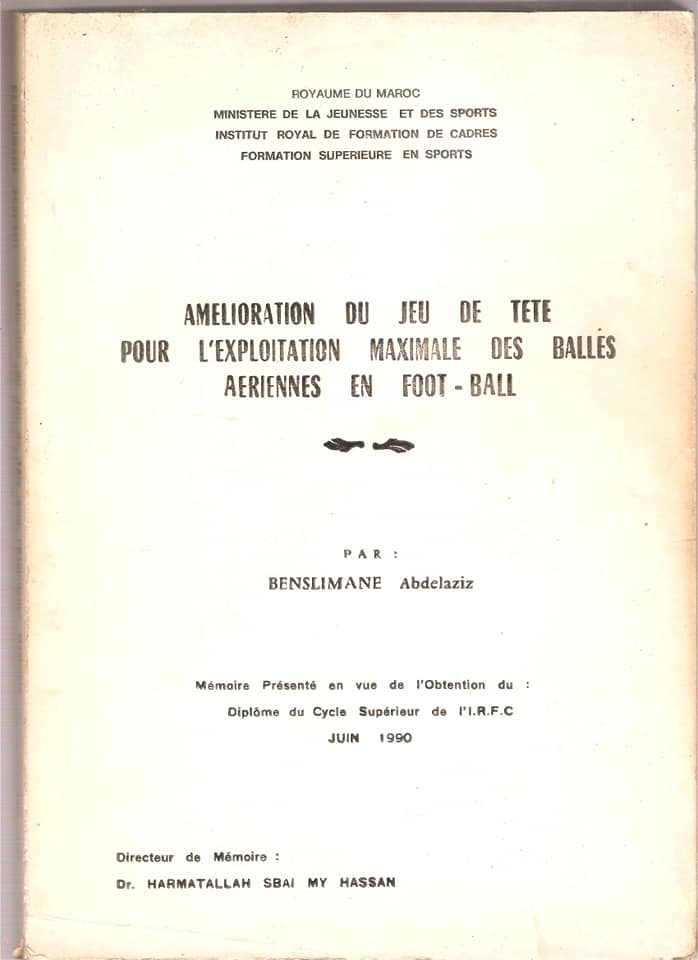 ROYAUME DU MAROC
MINISTERE DE LA JEUNESSE ET DES SPORTS
INSTITUT ROYAL DE FORMATION DE CADRES
FORMATION SUPERIEURE EN SPORTS
AMELIORATION DU JEU DE TETE
POUR L'EXPLOITATION MAXIMALE DES BALLES
AERIENNES EN FOOT-BALL
PAR :
BENSLIMANE Abdelaziz
Mémoire Présenté en vue de l'Obtention du :
Diplôme du Cycle Supérieur de l'I.R.F.C
JUIN 1990
Directeur de Mémoire :
Dr. HARMATALLAH SBAI MY HASSAN